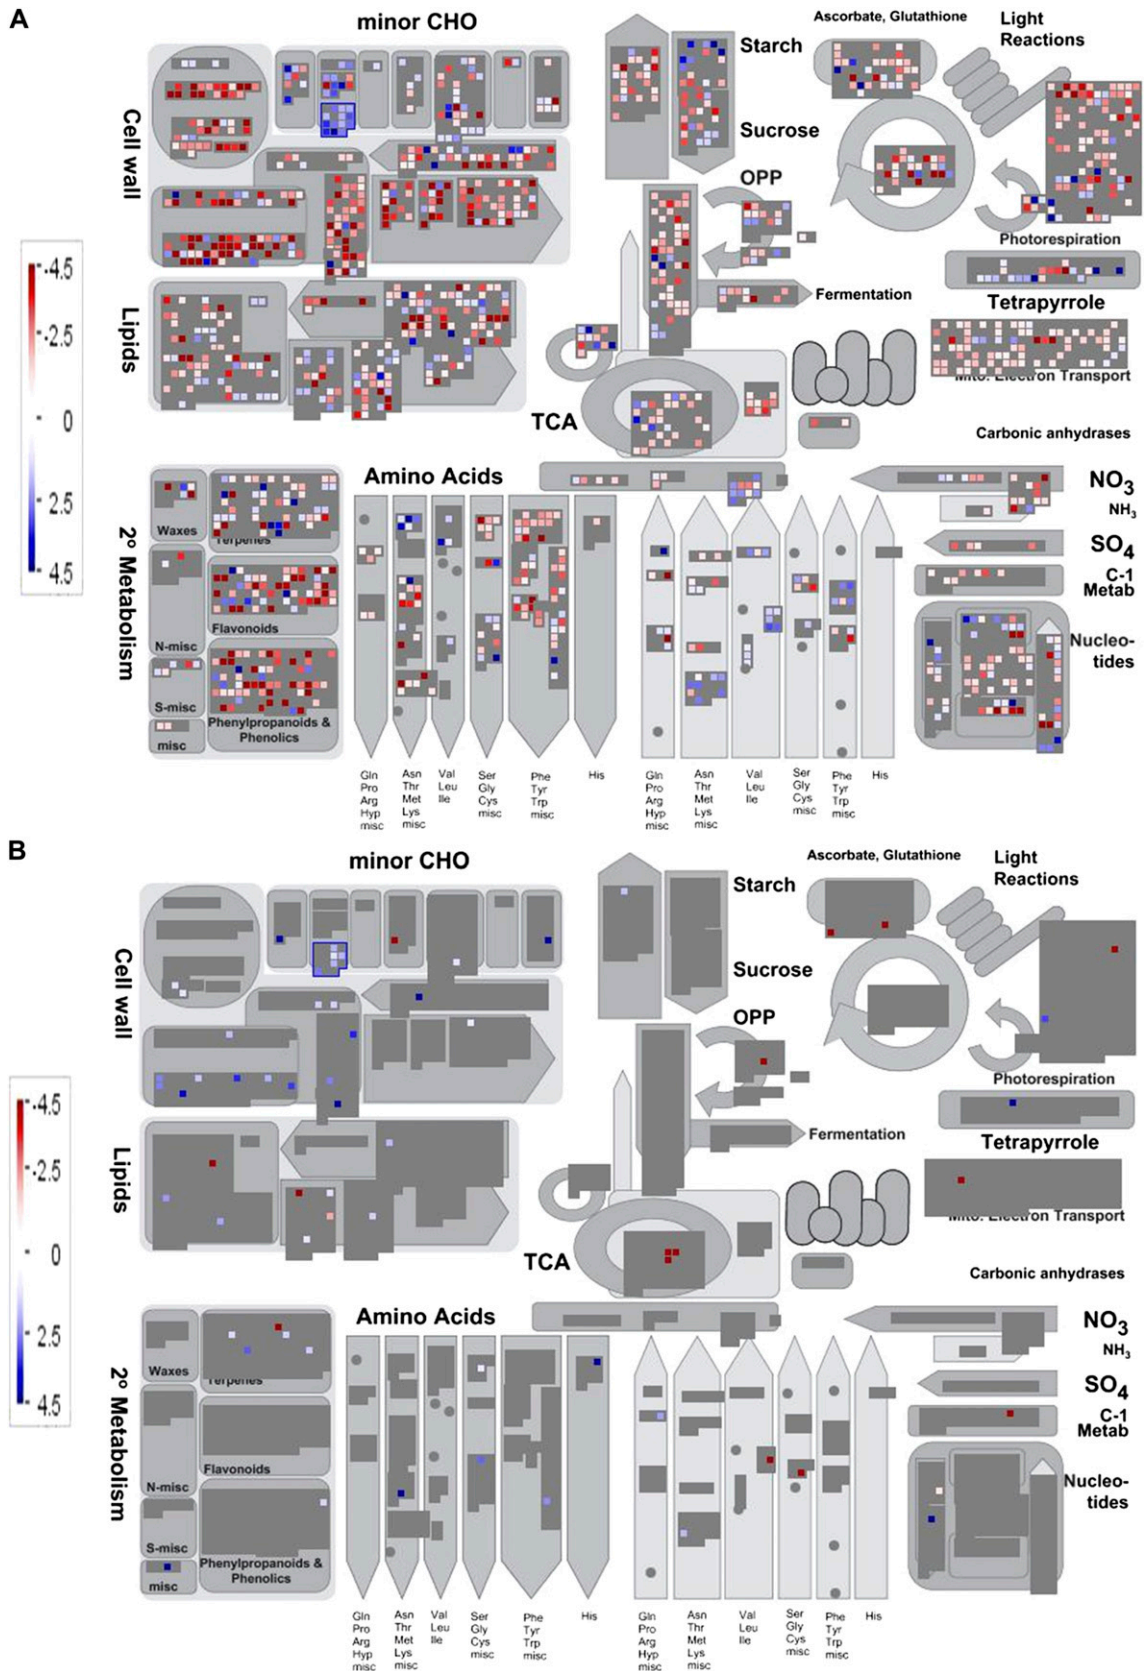 A
minor CHO
Ascorbate, Glutathione
Light
Reactions
Starch
Sucrose
Cell wall
OPP
Photorespiration
-4.5
-2.5
0
2.5
4.5
Lipids
Fermentation
Tetrapyrrole
Mito. Electron Transport
TCA
Carbonic anhydrases
Amino Acids
NO3
NH3
SO4
C-1
Metab
Nucleo-
tides
2° Metabolism
Waxes
Terpenes
N-misc
Flavonoids
S-misc
misc
Phenylpropanoids &
Phenolics
Gln
Pro
Arg
Hyp
misc
Asn
Thr
Met
Lys
misc
Val
Leu
Ile
Ser
Gly
Cys
misc
Phe
Tyr
Trp
misc
His
Gln
Pro
Arg
Hyp
misc
Asn
Thr
Met
Lys
misc
Val
Leu
Ile
Ser
Gly
Cys
misc
Phe
Tyr
Trp
misc
His
B
minor CHO
Ascorbate, Glutathione
Light
Reactions
Starch
Sucrose
Cell wall
OPP
Photorespiration
-4.5
-2.5
0
2.5
4.5
Lipids
Fermentation
Tetrapyrrole
Mito. Electron Transport
TCA
Carbonic anhydrases
Amino Acids
NO3
NH3
SO4
C-1
Metab
Nucleo-
tides
2° Metabolism
Waxes
Terpenes
N-misc
Flavonoids
S-misc
misc
Phenylpropanoids &
Phenolics
Gln
Pro
Arg
Hyp
misc
Asn
Thr
Met
Lys
misc
Val
Leu
Ile
Ser
Gly
Cys
misc
Phe
Tyr
Trp
misc
His
Gln
Pro
Arg
Hyp
misc
Asn
Thr
Met
Lys
misc
Val
Leu
Ile
Ser
Gly
Cys
misc
Phe
Tyr
Trp
misc
His